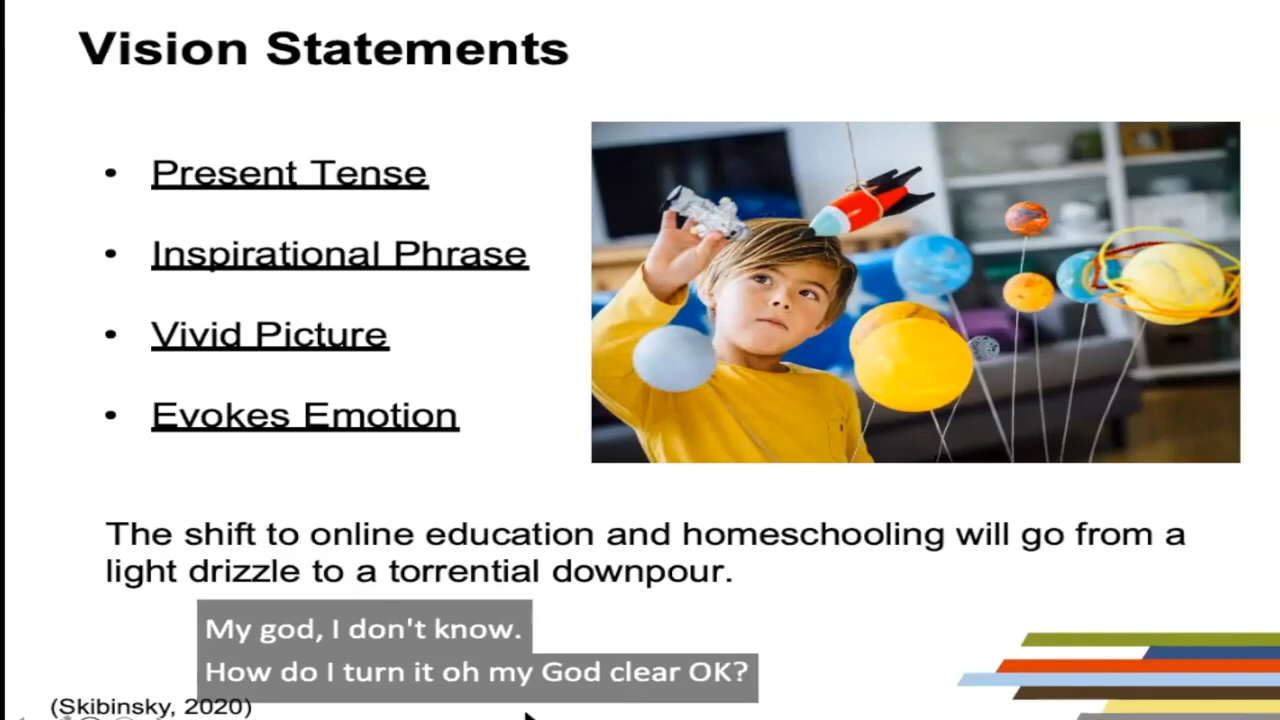 Vision Statements
• Present Tense
• Inspirational Phrase
• Vivid Picture
• Evokes Emotion
The shift to online education and homeschooling will go from a
light drizzle to a torrential downpour.
My god, I don't know.
How do I turn it oh my God clear OK?
(Skibinsky, 2020)